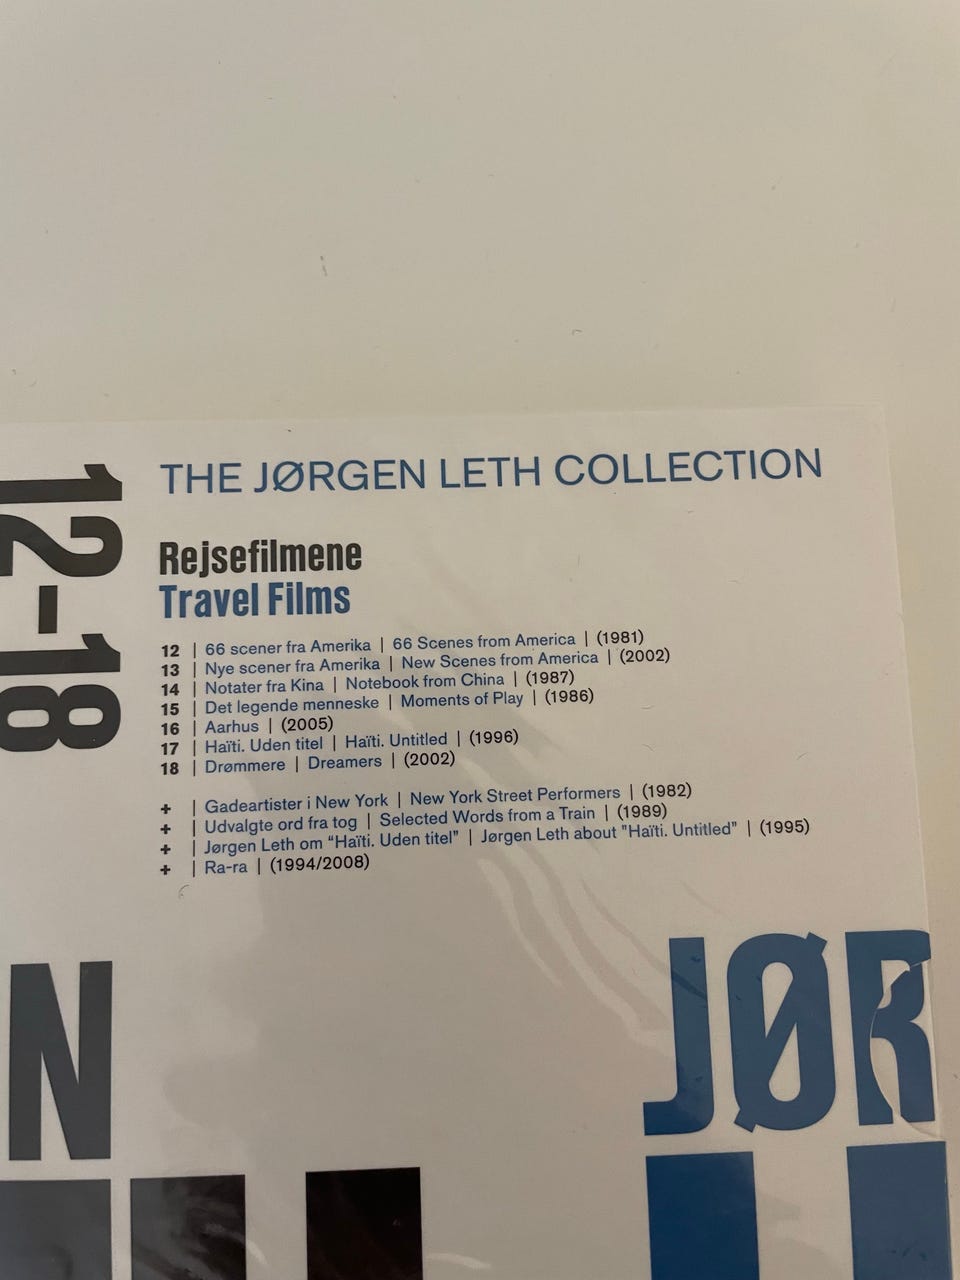 12-18
THE JØRGEN LETH COLLECTION
Rejsefilmene
Travel Films
12 | 66 scener fra Amerika | 66 Scenes from America | (1981)
13 | Nye scener fra Amerika | New Scenes from America | (2002)
14 | Notater fra Kina | Notebook from China | (1987)
15 | Det legende menneske | Moments of Play | (1986)
16 | Aarhus | (2005)
17 | Haïti. Uden titel | Haïti. Untitled | (1996)
18 | Drømmere | Dreamers | (2002)
+ | Gadeartister i New York | New York Street Performers | (1982)
+ | Udvalgte ord fra tog | Selected Words from a Train | (1989)
+ | Jørgen Leth om “Haïti. Uden titel” | Jørgen Leth about "Haïti. Untitled” | (1995)
+ | Ra-ra | (1994/2008)
N
JØR